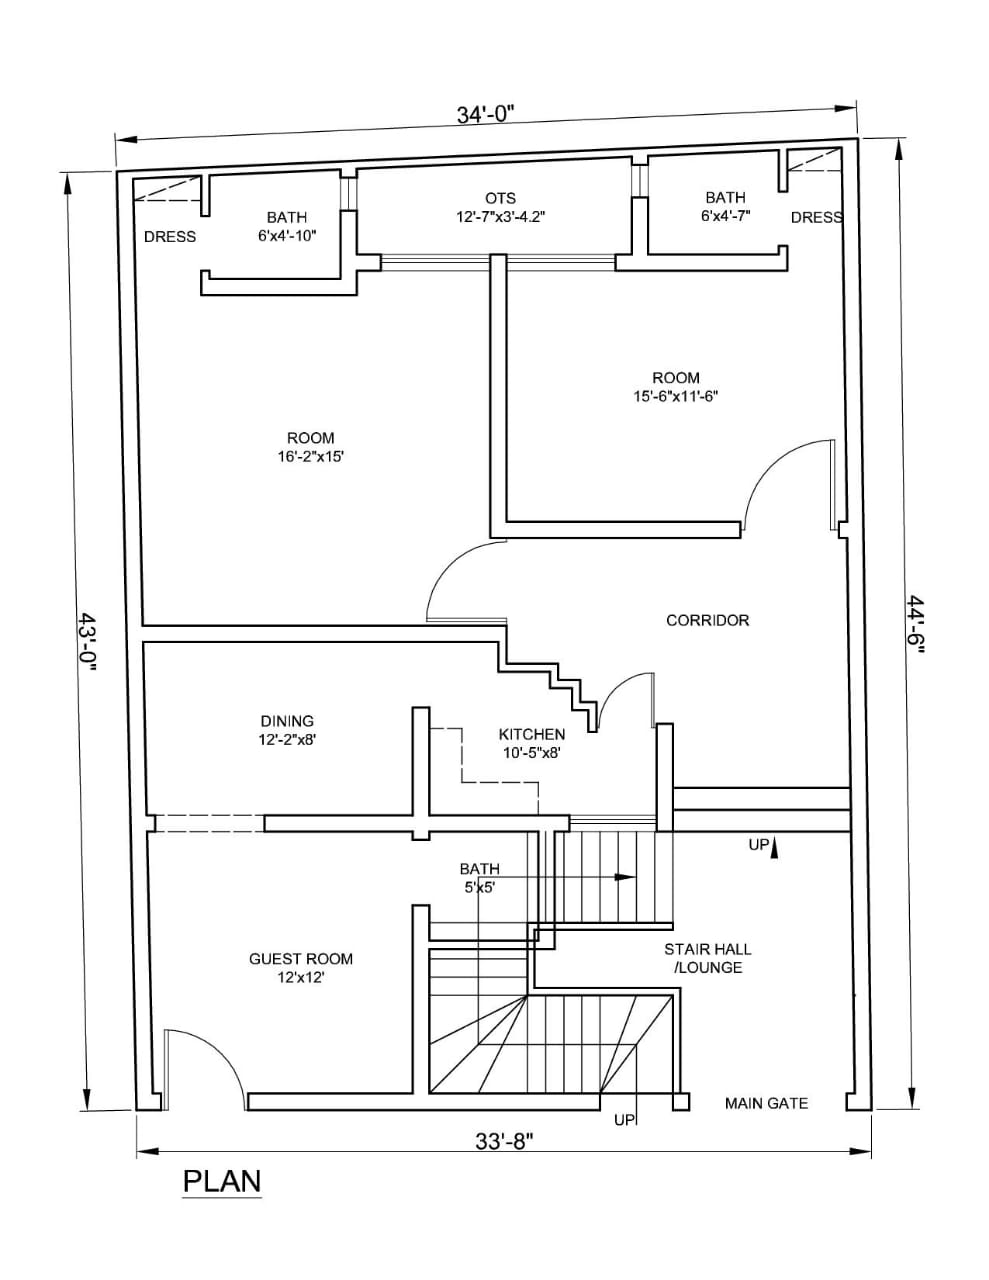 34'-0"
OTS
12'-7"x3'-4.2"
BATH
6'x4'-10"
BATH
6'x4'-7"
DRESS
DRESS
ROOM
15'-6"x11'-6"
ROOM
16'-2"x15'
43'-0"
44'-6"
CORRIDOR
DINING
12'-2"x8'
KITCHEN
10'-5"x8'
UP
BATH
5'x5'
STAIR HALL
/LOUNGE
GUEST ROOM
12'x12'
MAIN GATE
UP
33'-8"
PLAN